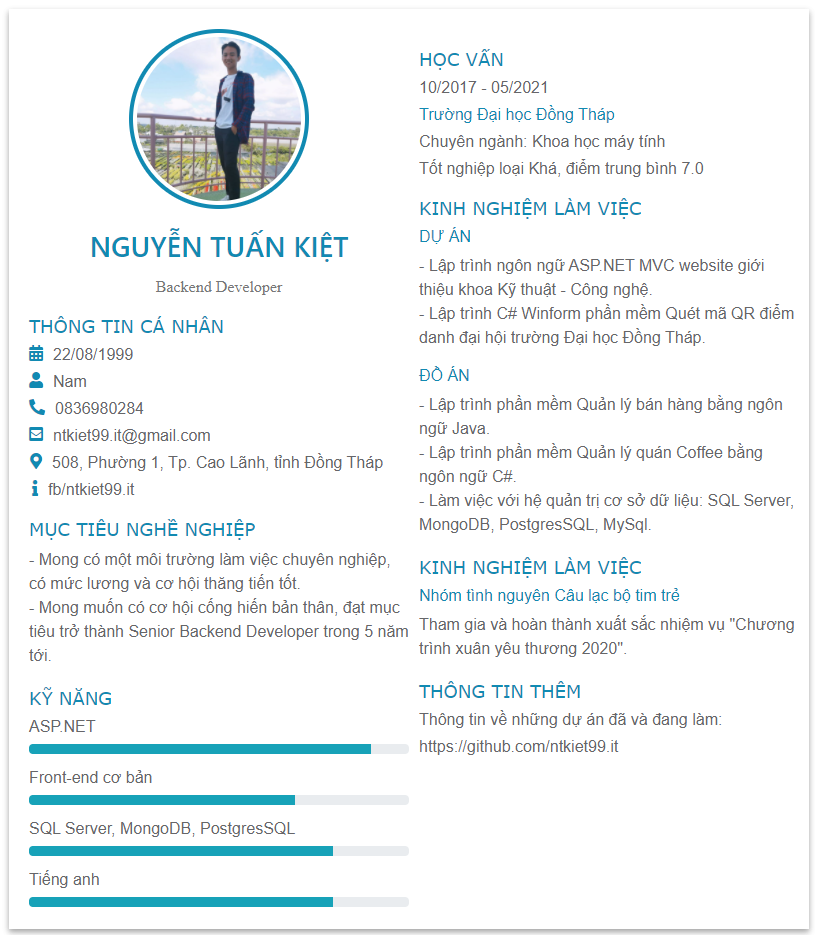 NGUYỄN TUẤN KIỆT
Backend Developer
THÔNG TIN CÁ NHÂN
22/08/1999
Nam
0836980284
ntkiet99.it@gmail.com
508, Phường 1, Tp. Cao Lãnh, tỉnh Đồng Tháp
fb/ntkiet99.it
MỤC TIÊU NGHỀ NGHIỆP
- Mong có một môi trường làm việc chuyên nghiệp,
có mức lương và cơ hội thăng tiến tốt.
- Mong muốn có cơ hội cống hiến bản thân, đạt mục
tiêu trở thành Senior Backend Developer trong 5 năm
tới.
KỸ NĂNG
ASP.NET
Front-end cơ bản
SQL Server, MongoDB, PostgresSQL
Tiếng anh
HỌC VẤN
10/2017 - 05/2021
Trường Đại học Đồng Tháp
Chuyên ngành: Khoa học máy tính
Tốt nghiệp loại Khá, điểm trung bình 7.0
KINH NGHIỆM LÀM VIỆC
DỰ ÁN
- Lập trình ngôn ngữ ASP.NET MVC website giới
thiệu khoa Kỹ thuật - Công nghệ.
- Lập trình C# Winform phần mềm Quét mã QR điểm
danh đại hội trường Đại học Đồng Tháp.
ĐỒ ÁN
- Lập trình phần mềm Quản lý bán hàng bằng ngôn
ngữ Java.
- Lập trình phần mềm Quản lý quán Coffee bằng
ngôn ngữ C#.
- Làm việc với hệ quản trị cơ sở dữ liệu: SQL Server,
MongoDB, PostgresSQL, MySql.
KINH NGHIỆM LÀM VIỆC
Nhóm tình nguyên Câu lạc bộ tim trẻ
Tham gia và hoàn thành xuất sắc nhiệm vụ "Chương
trình xuân yêu thương 2020".
THÔNG TIN THÊM
Thông tin về những dự án đã và đang làm:
https://github.com/ntkiet99.it